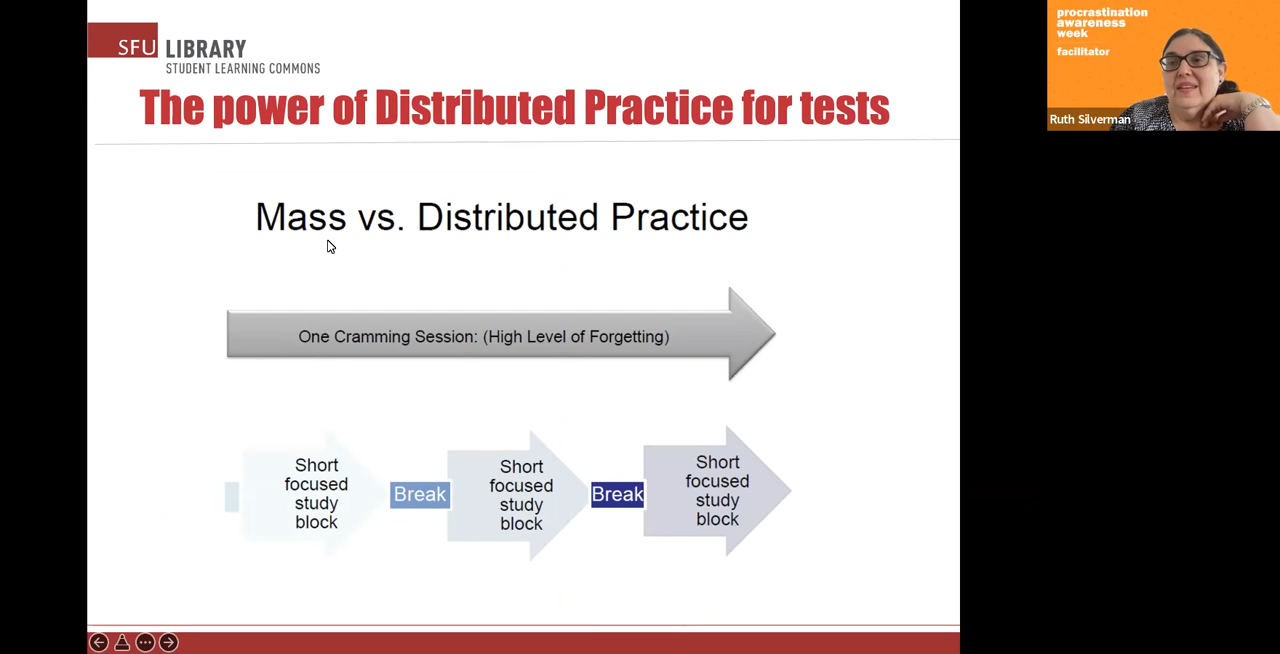 SFU LIBRARY
STUDENT LEARNING COMMONS
The power of Distributed Practice for tests
Mass vs. Distributed Practice
One Cramming Session: (High Level of Forgetting)
Short
focused
study
block
Break
Short
focused
study
block
Break
Short
focused
study
block
procrastination
awareness
week
facilitator
Ruth Silverman